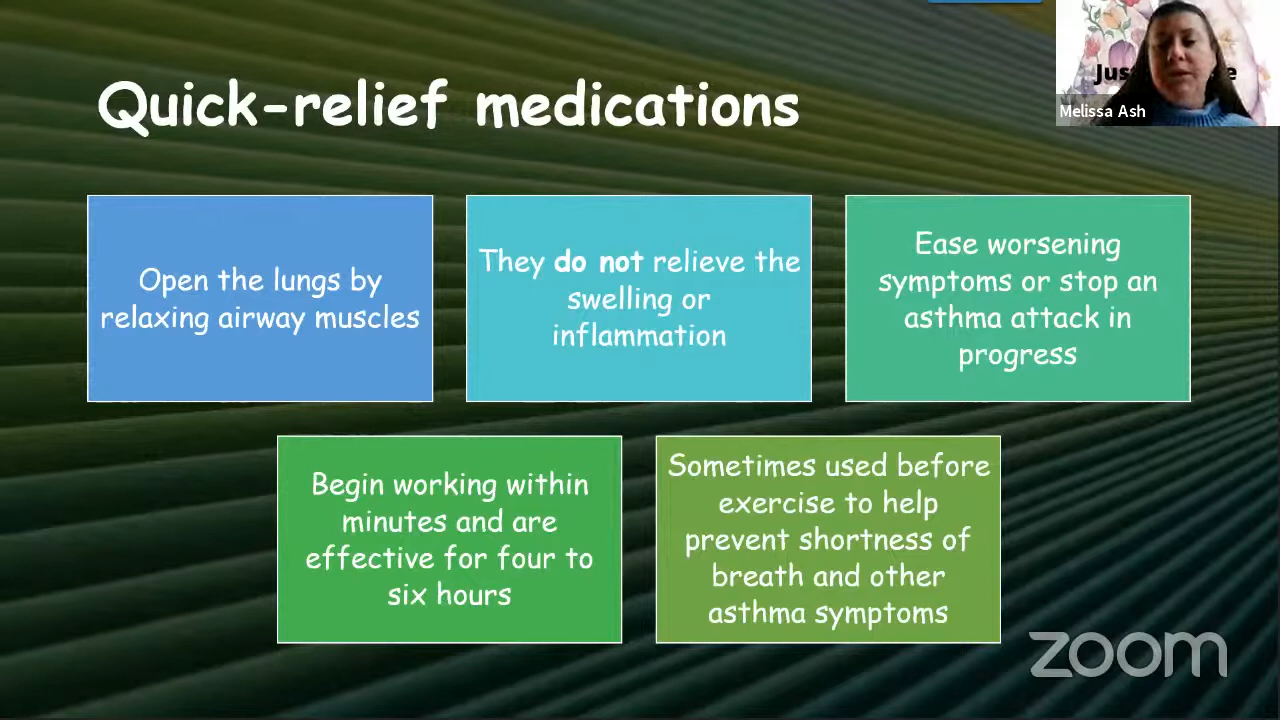 Quick-relief medications
Melissa Ash
Open the lungs by
relaxing airway muscles
They do not relieve the
swelling or
inflammation
Ease worsening
symptoms or stop an
asthma attack in
progress
Begin working within
minutes and are
effective for four to
six hours
Sometimes used before
exercise to help
prevent shortness of
breath and other
asthma symptoms
zoom